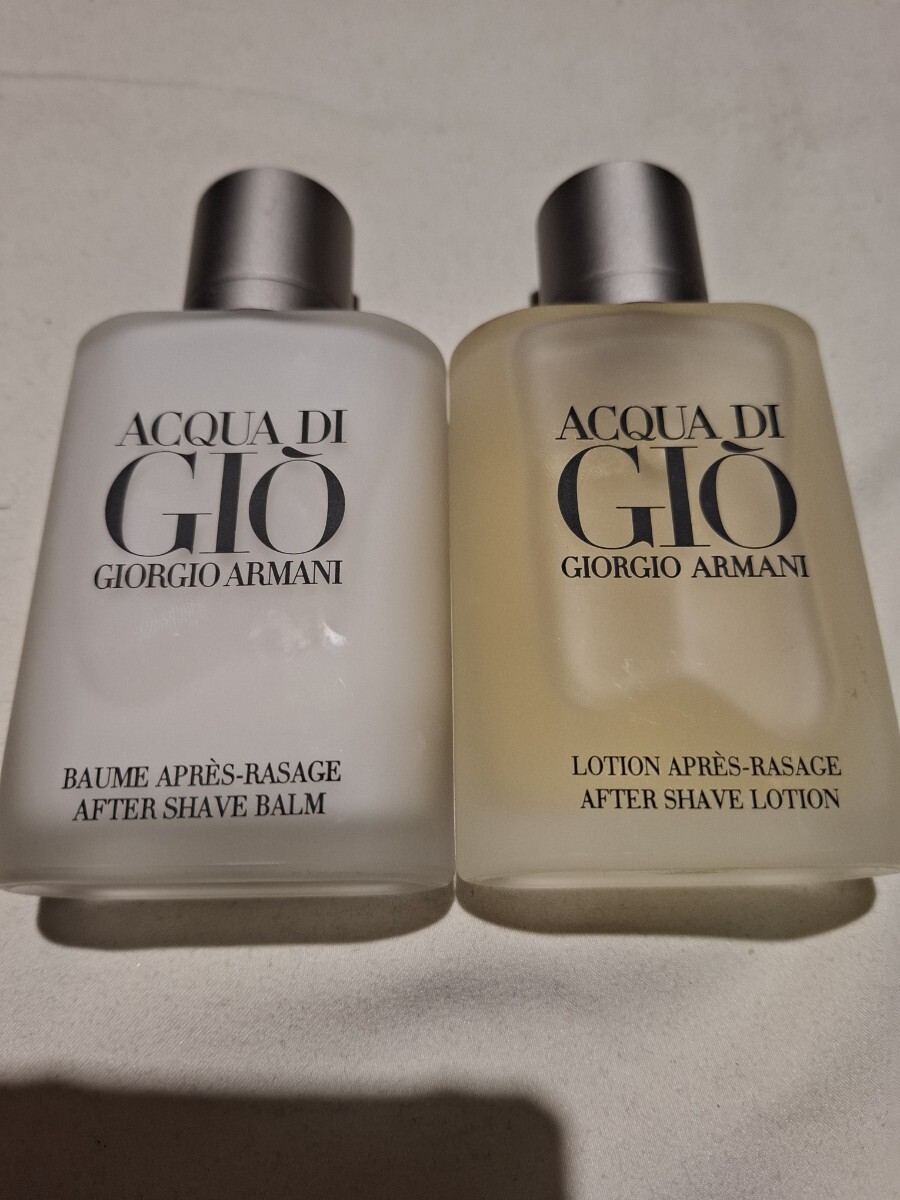 ACQUA DI
GIÒ
GIORGIO ARMANI
BAUME APRÈS-RASAGE
AFTER SHAVE BALM
ACQUA DI
GIÒ
GIORGIO ARMANI
LOTION APRÈS-RASAGE
AFTER SHAVE LOTION